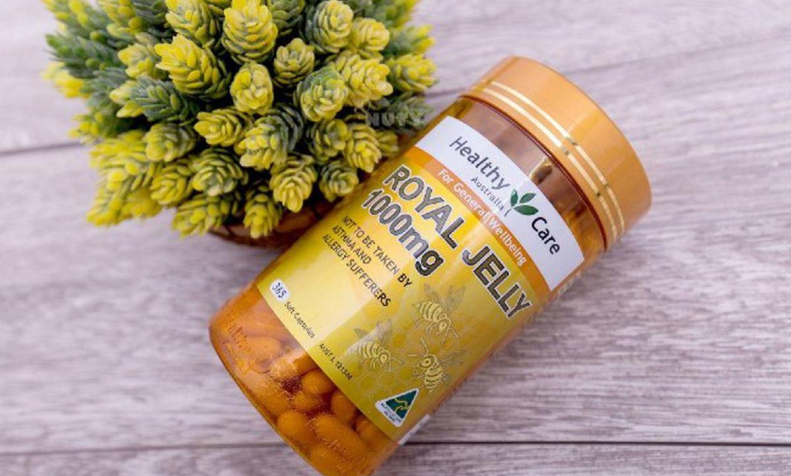 Healthy Care
Australia
For General Wellbeing
ROYAL JELLY
1000mg
NOT TO BE TAKEN BY
ASTHMA AND
ALLERGY SUFFERERS
365 Soft Capsules